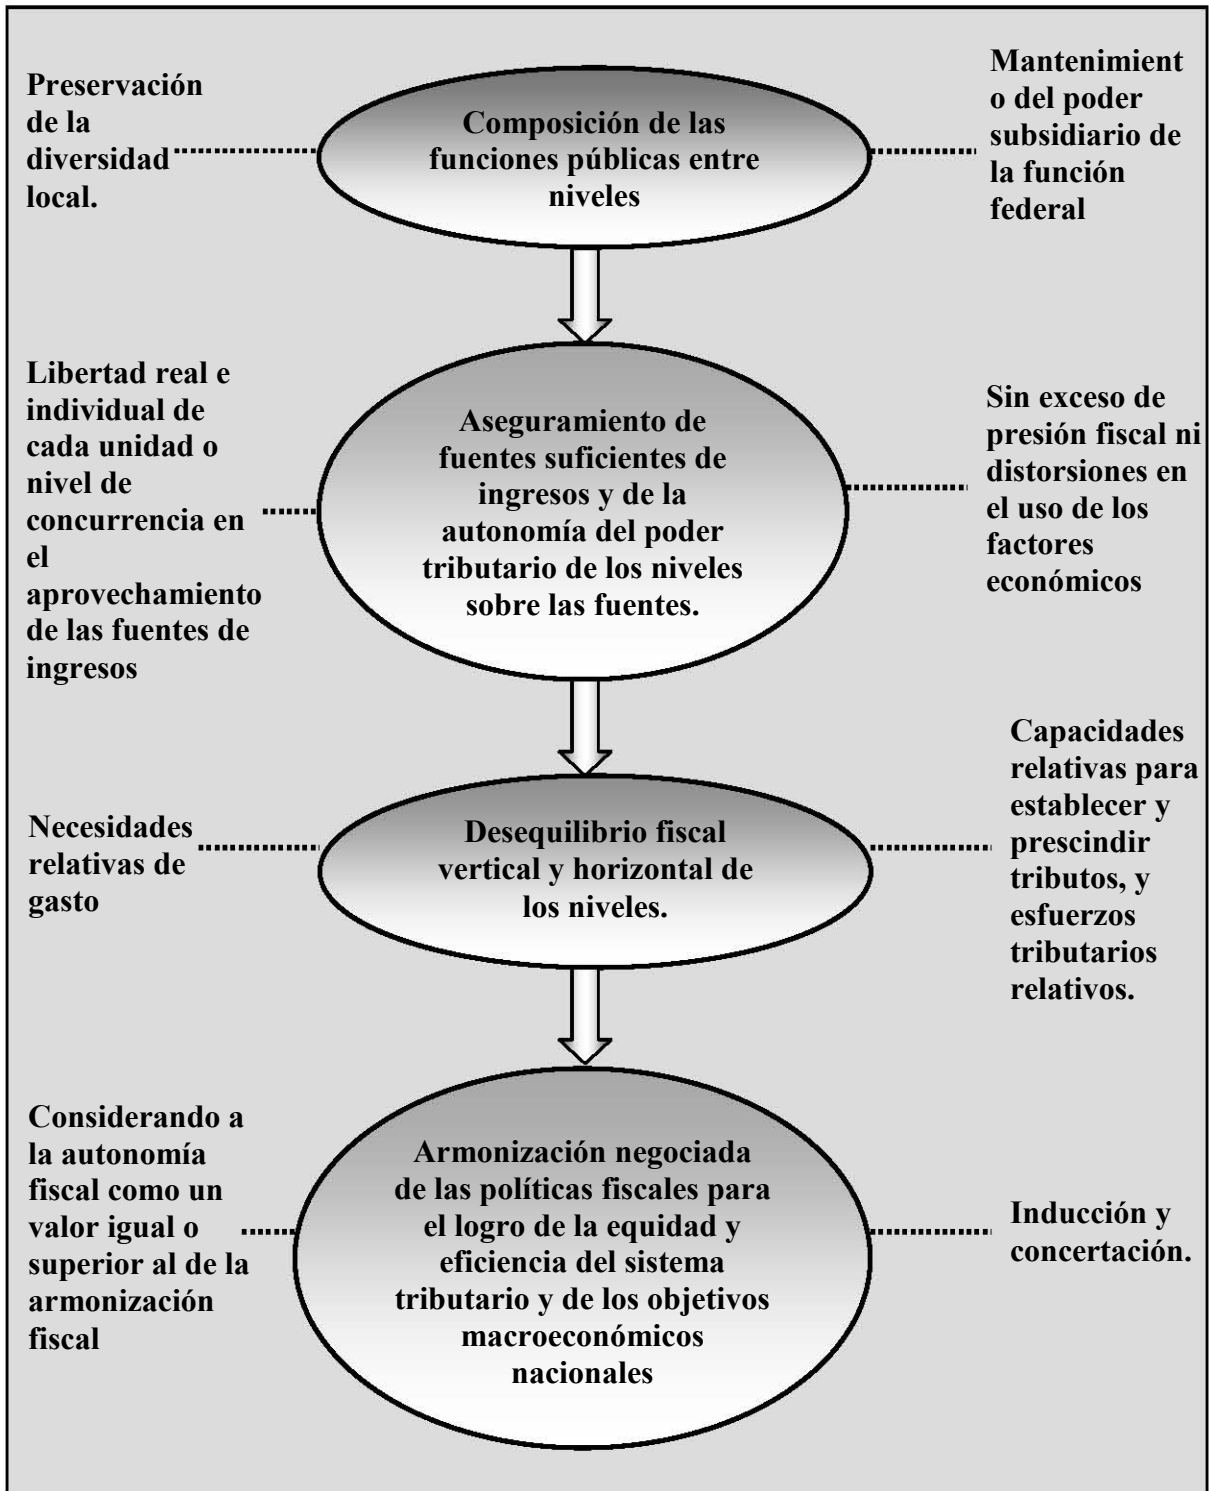 Preservación
de la
diversidad
local.
Composición de las
funciones públicas entre
niveles
Mantenimient
o del poder
subsidiario de
la función
federal
Libertad real e
individual de
cada unidad o
nivel de
concurrencia en
el
aprovechamiento
de las fuentes de
ingresos
Aseguramiento de
fuentes suficientes de
ingresos y de la
autonomía del poder
tributario de los niveles
sobre las fuentes.
Sin exceso de
presión fiscal ni
distorsiones en
el uso de los
factores
económicos
Necesidades
relativas de
gasto
Desequilibrio fiscal
vertical y horizontal de
los niveles.
Capacidades
relativas para
establecer y
prescindir
tributos, y
esfuerzos
tributarios
relativos.
Considerando a
la autonomía
fiscal como un
valor igual o
superior al de la
armonización
fiscal
Armonización negociada
de las políticas fiscales para
el logro de la equidad y
eficiencia del sistema
tributario y de los objetivos
macroeconómicos
nacionales
Inducción y
concertación.